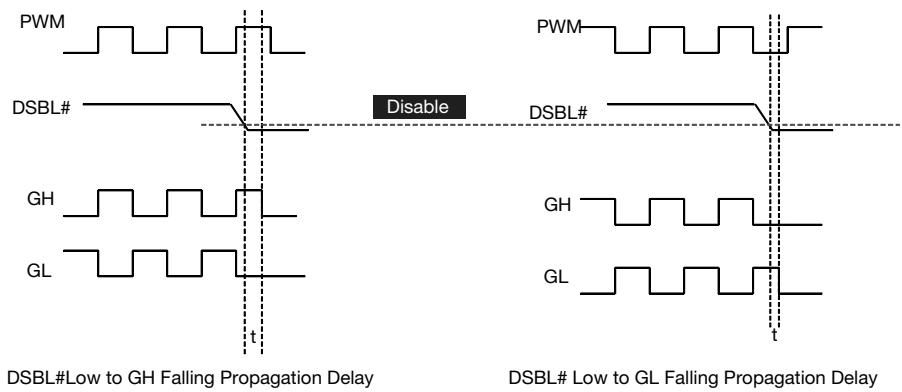 PWM
DSBL#
GH
GL
t
DSBL#Low to GH Falling Propagation Delay
Disable
PWM
DSBL#
GH
GL
t
DSBL# Low to GL Falling Propagation Delay